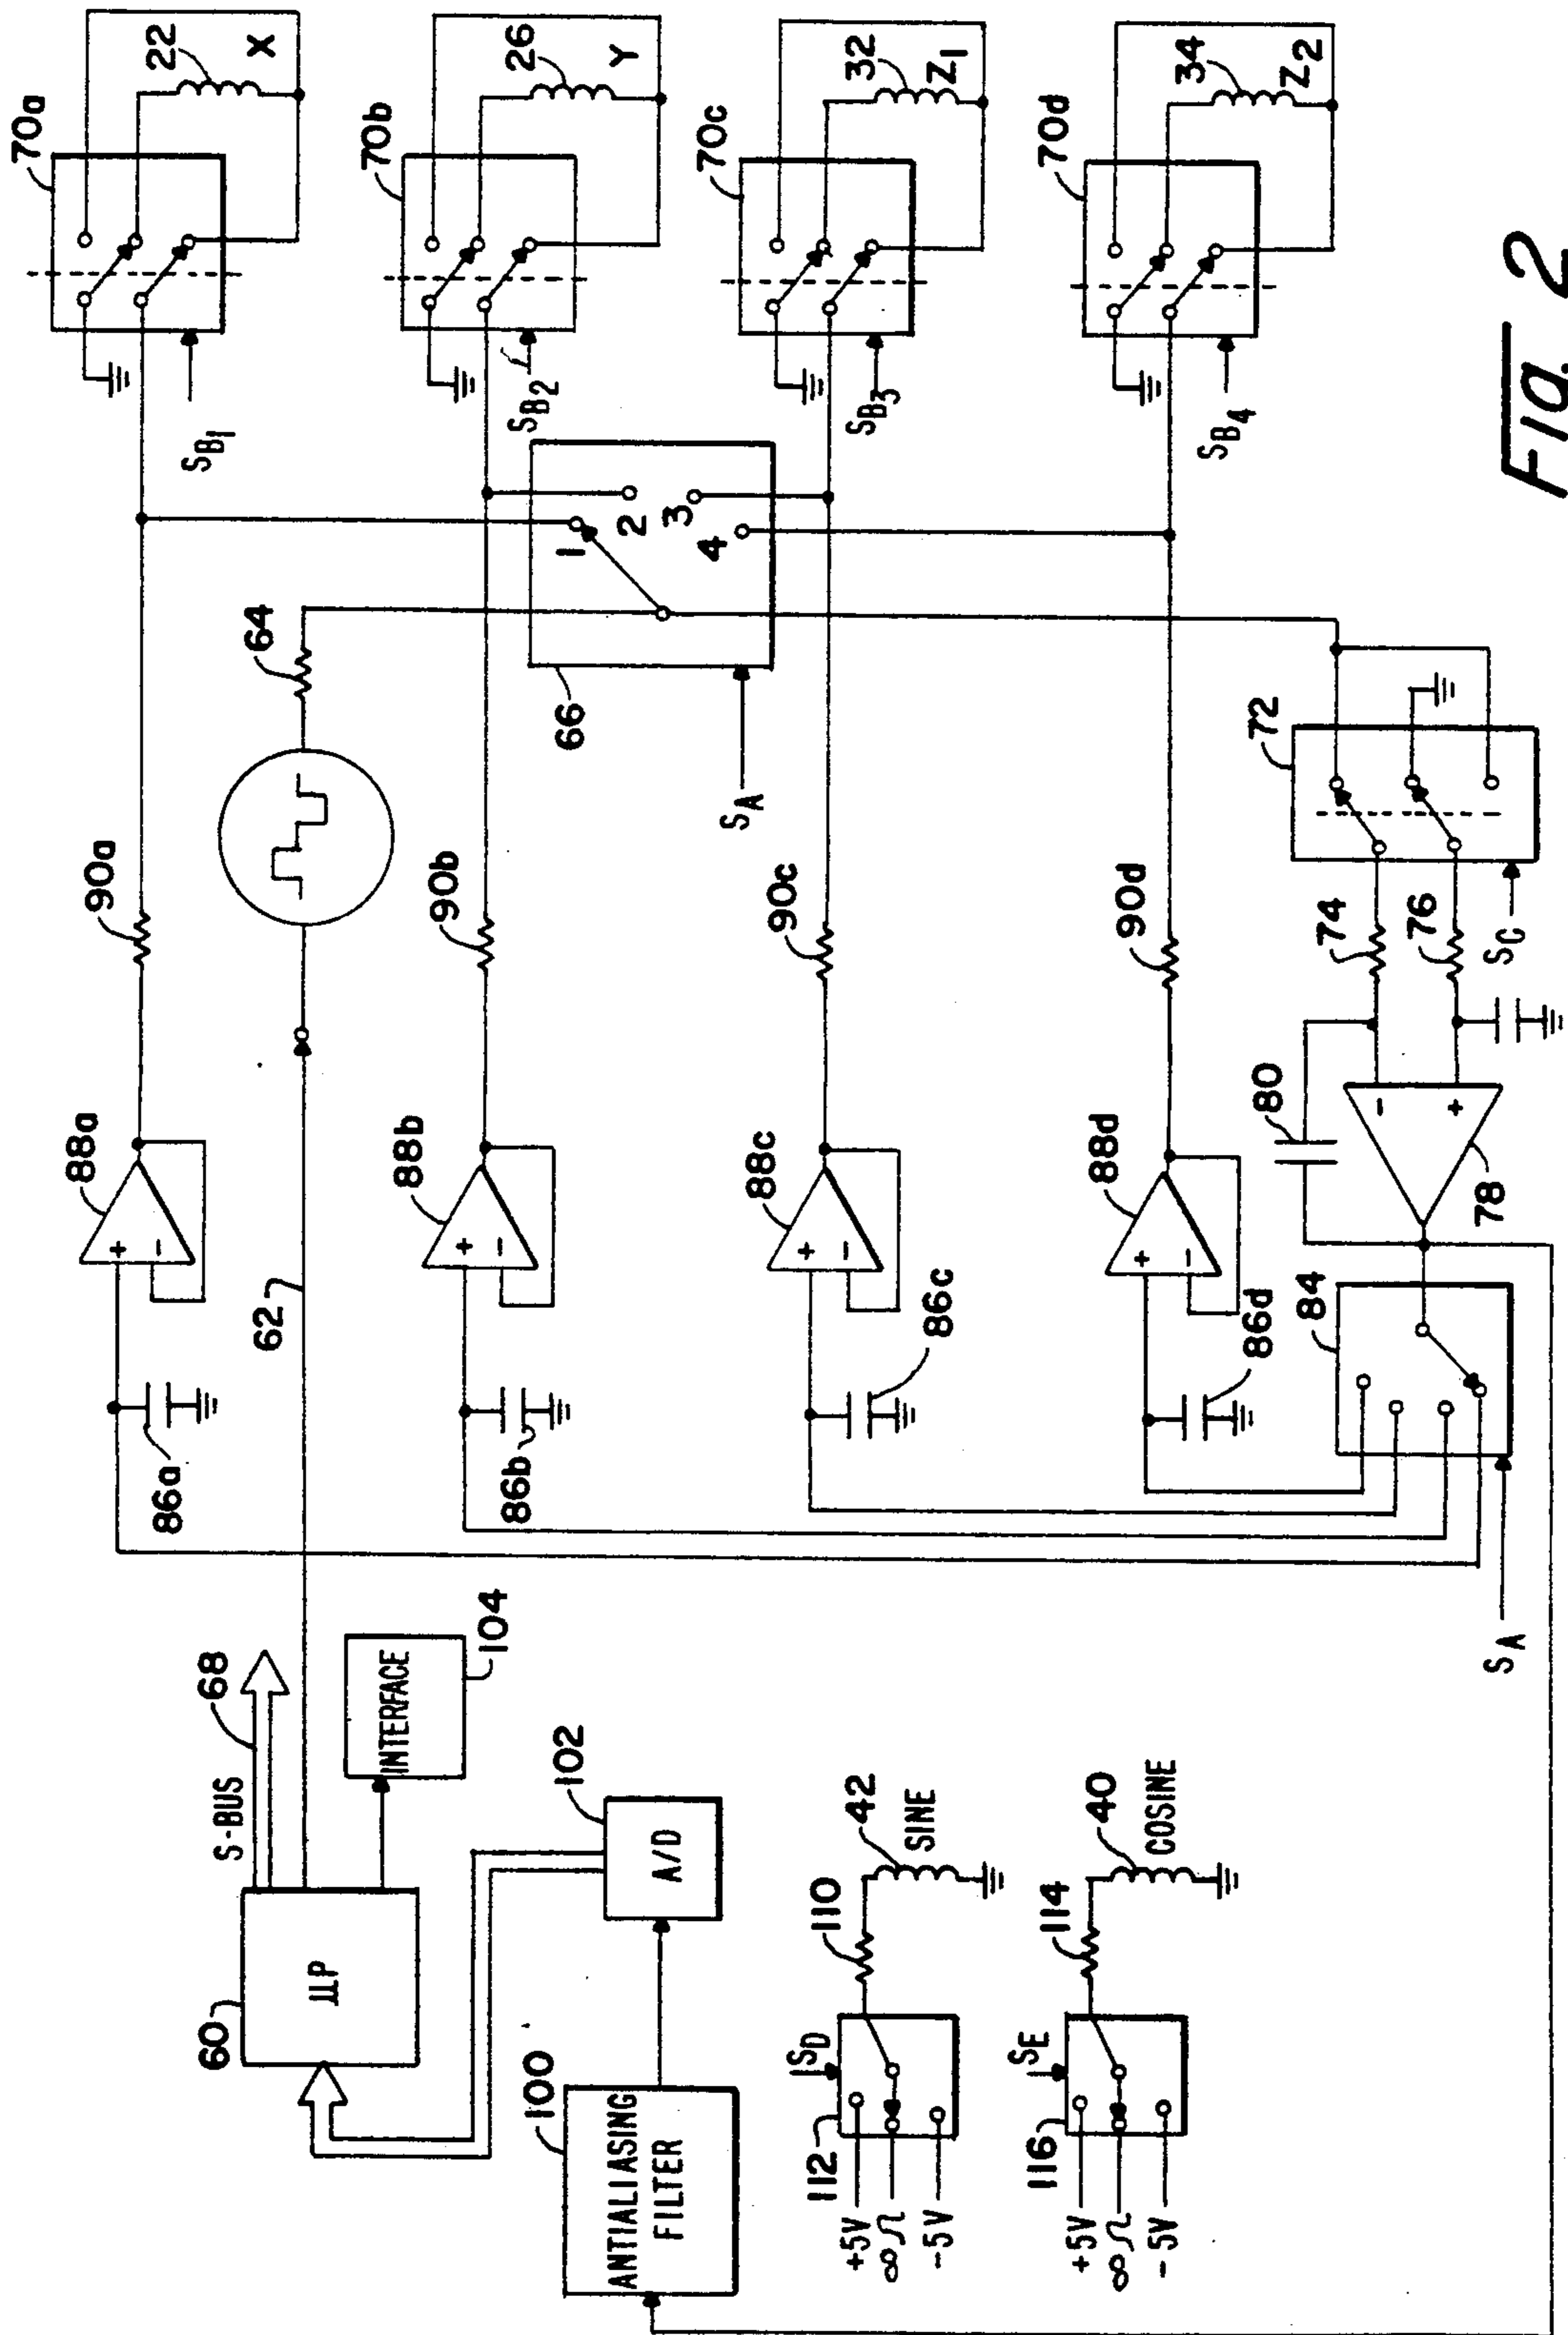 70a
22
X
70b
26
Y
70c
32
Z1
70d
34
Z2
SB1
SB2
SB3
SB4
1
2
3
4
66
SA
64
90a
90b
90c
90d
72
74
76
SC
88a
+
-
88b
+
-
88c
+
-
88d
+
-
80
-
+
78
62
86a
86b
86c
86d
84
SA
S-BUS
68
60
μP
INTERFACE
104
102
A/D
100
ANTIALIASING
FILTER
42
SINE
110
SD
112
+5V
∞Ω
-5V
40
COSINE
114
SE
116
+5V
∞Ω
-5V
FIG. 2